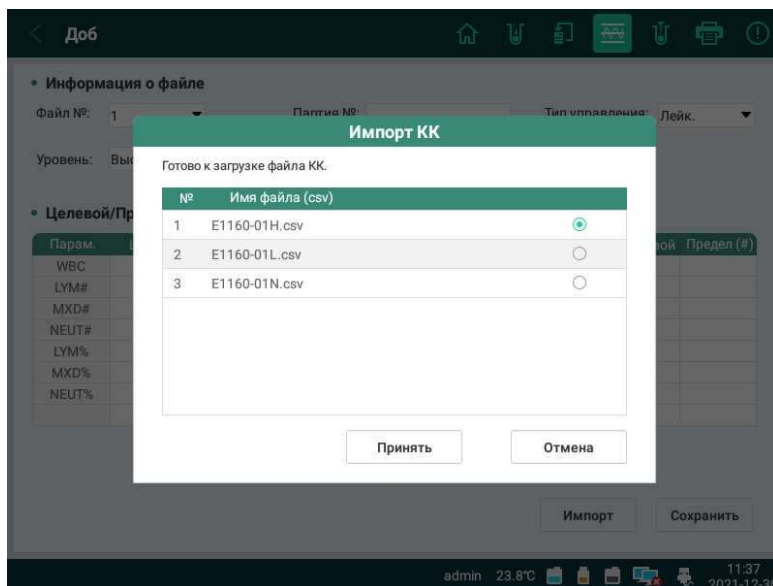 Доб
Информация о файле
Файл №: 1 Партия №: Тип управления: Лейк.
Импорт КК
Уровень:
Готово к загрузке файла КК.
№ Имя файла (csv)
1 E1160-01H.csv
2 E1160-01L.csv
3 E1160-01N.csv
Парам. Предел (#)
WBC
LYM#
MXD#
NEUT#
LYM%
MXD%
NEUT%
Принять Отмена
Импорт Сохранить
admin 23.8℃ 11:37